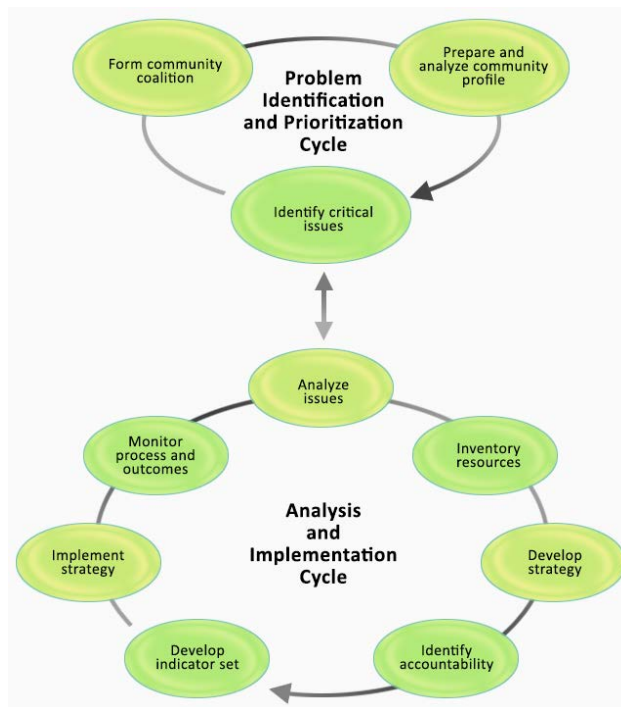 Form community
coalition
Prepare and
analyze community
profile
Problem
Identification
and Prioritization
Cycle
Identify critical
issues
Analyze
issues
Monitor
process and
outcomes
Inventory
resources
Analysis
and
Implementation
Cycle
Implement
strategy
Develop
strategy
Develop
indicator set
Identify
accountability